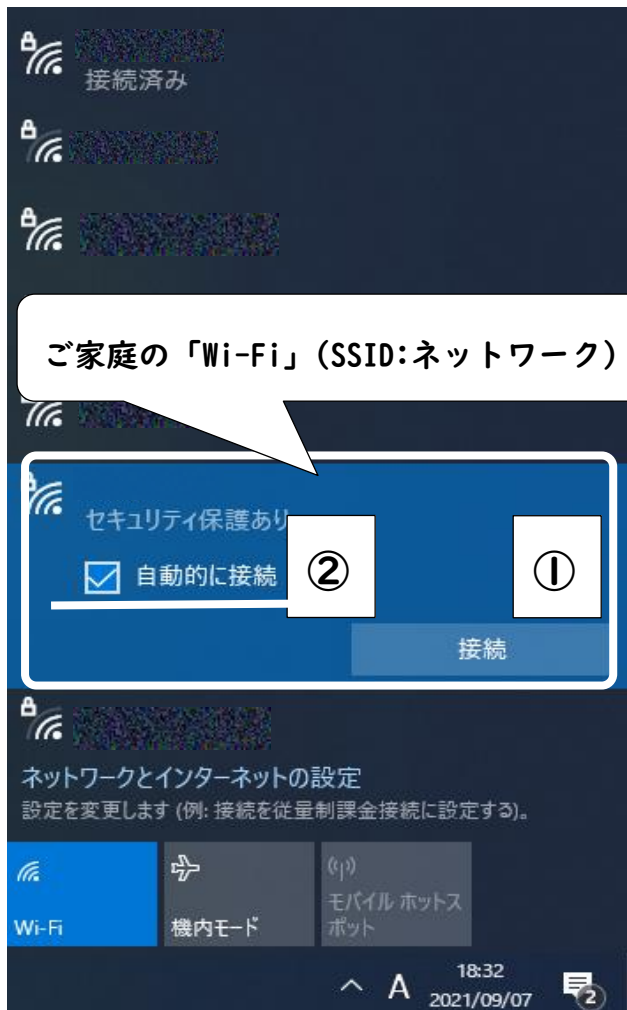 接続済み
ご家庭の「Wi-Fi」(SSID:ネットワーク)
セキュリティ保護あり
自動的に接続
②
①
接続
ネットワークとインターネットの設定
設定を変更します (例: 接続を従量制課金接続に設定する)。
Wi-Fi
機内モード
モバイル ホットス
ポット
A
18:32
2021/09/07
2